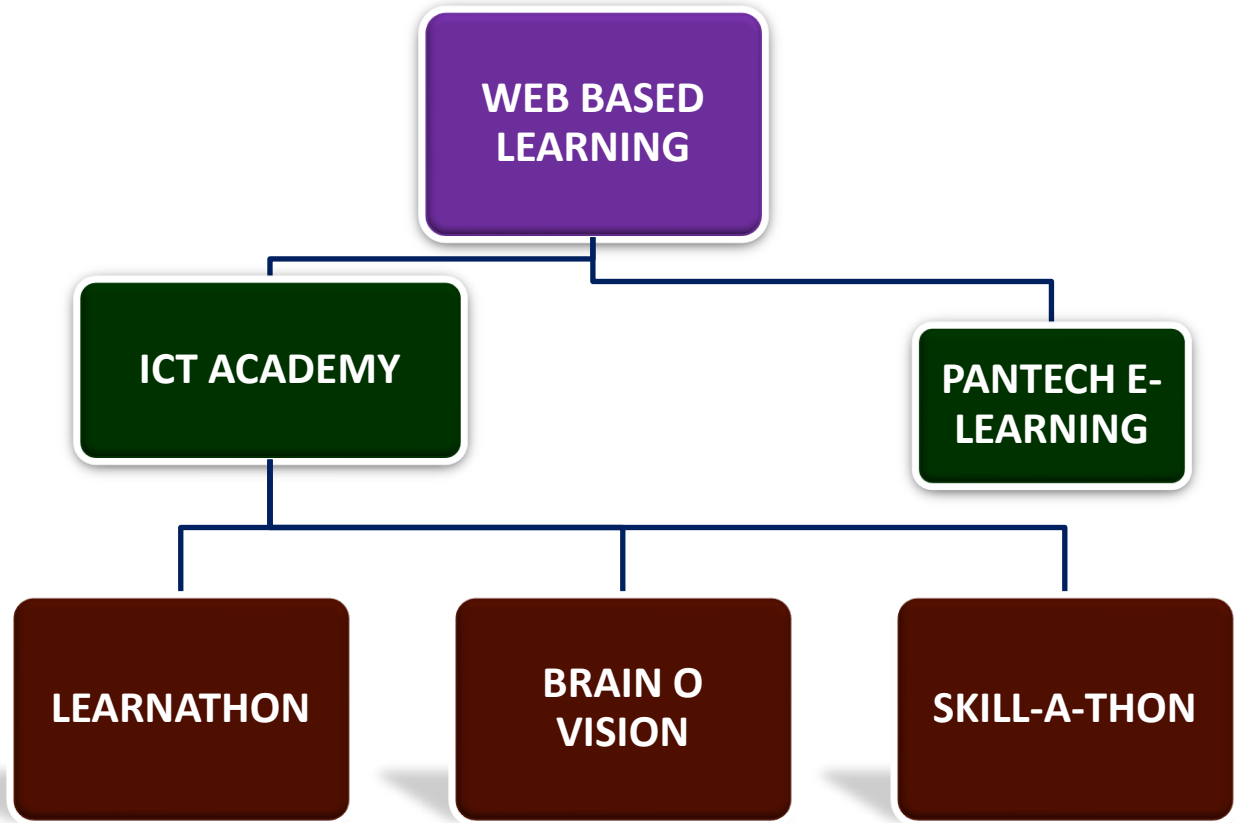 WEB BASED
LEARNING
ICT ACADEMY
PANTECH E-
LEARNING
LEARNATHON
BRAIN O
VISION
SKILL-A-THON